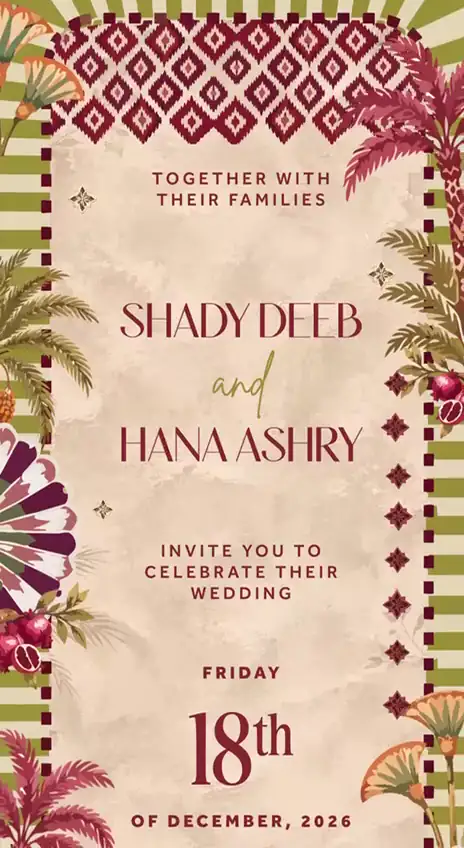 TOGETHER WITH
THEIR FAMILIES
SHADY DEEB
and
HANA ASHRY
INVITE YOU TO
CELEBRATE THEIR
WEDDING
FRIDAY
18th
OF DECEMBER, 2026